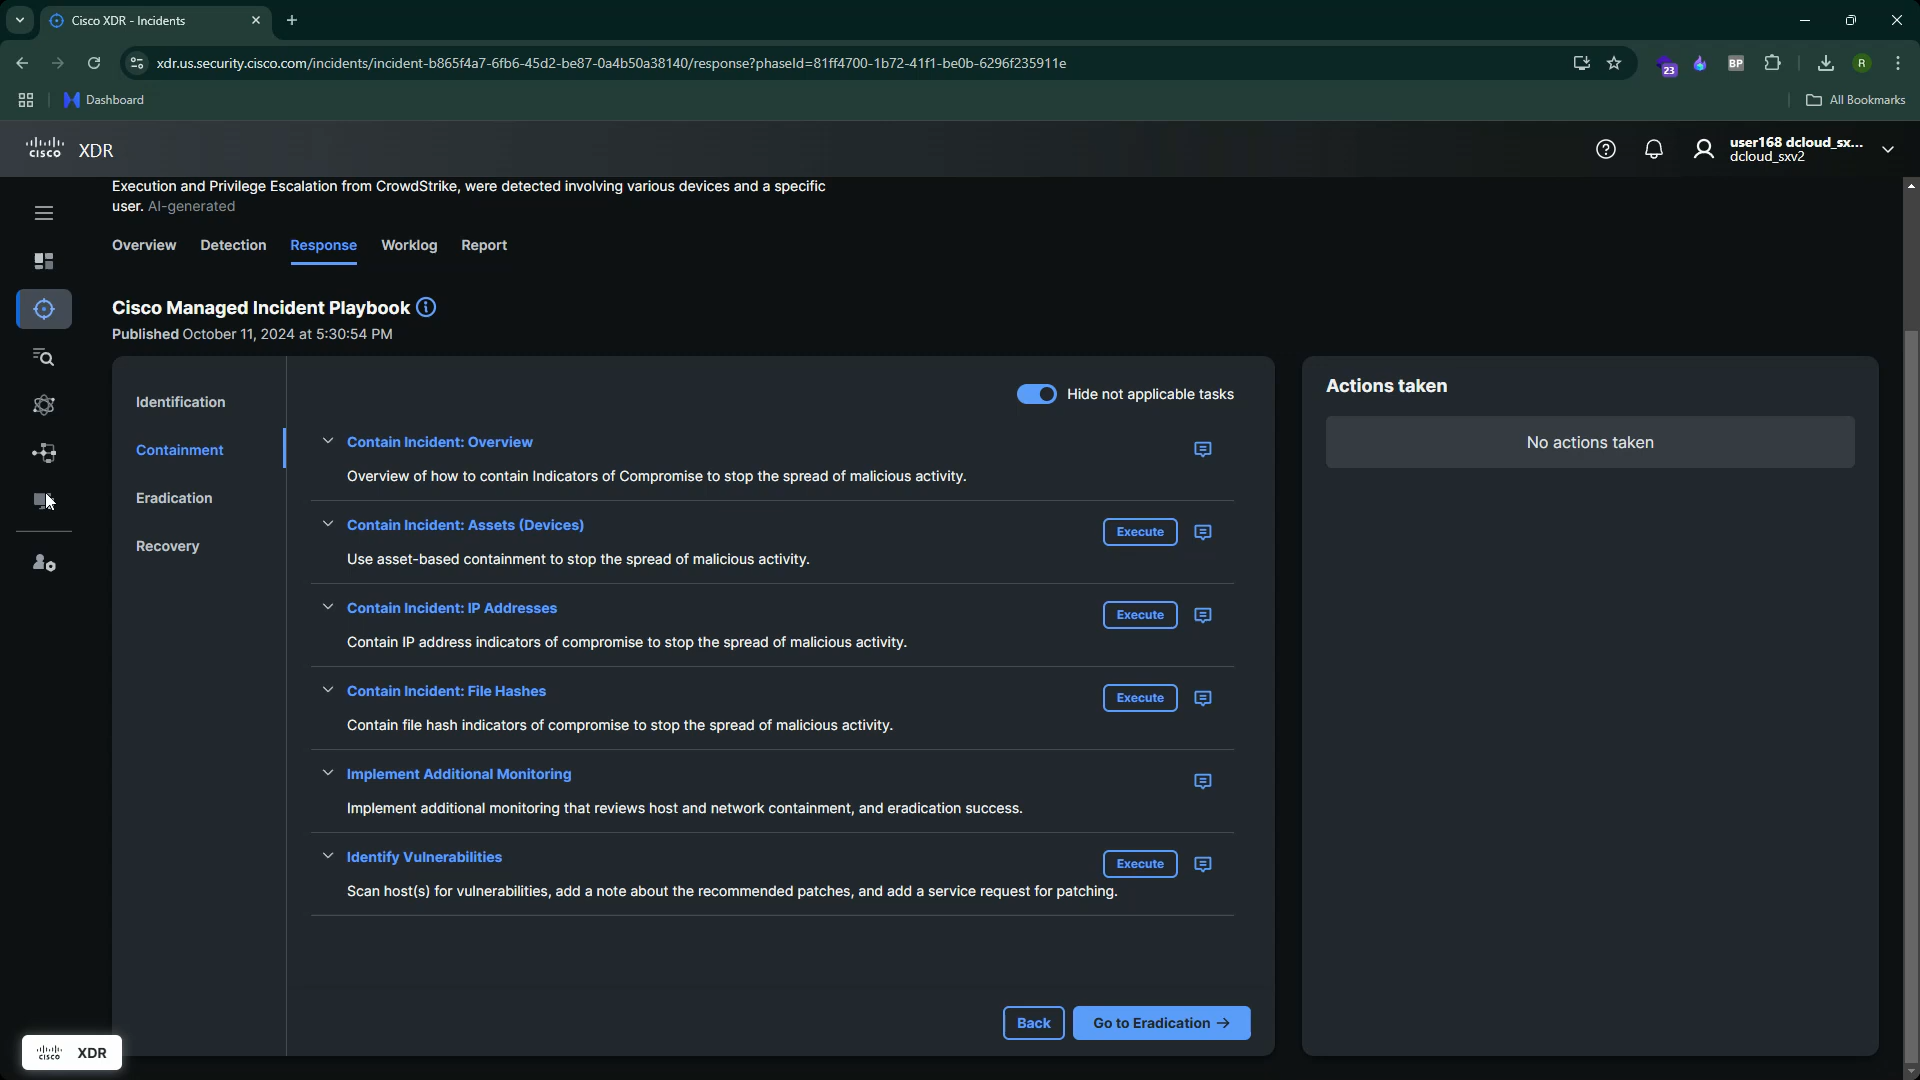 Cisco XDR - Incidents
xdr.us.security.cisco.com/incidents/incident-b865f4a7-6fb6-45d2-be87-0a4b50a38140/response?phaseId=81ff4700-1b72-41f1-be0b-6296f235911e
23
BP
R
Dashboard
All Bookmarks
cisco XDR
user168 dcloud_sx...
dcloud_sxv2
Execution and Privilege Escalation from CrowdStrike, were detected involving various devices and a specific
user. AI-generated
Overview Detection Response Worklog Report
Cisco Managed Incident Playbook
Published October 11, 2024 at 5:30:54 PM
Identification
Containment
Eradication
Recovery
Hide not applicable tasks
Contain Incident: Overview
Overview of how to contain Indicators of Compromise to stop the spread of malicious activity.
Contain Incident: Assets (Devices)
Execute
Use asset-based containment to stop the spread of malicious activity.
Contain Incident: IP Addresses
Execute
Contain IP address indicators of compromise to stop the spread of malicious activity.
Contain Incident: File Hashes
Execute
Contain file hash indicators of compromise to stop the spread of malicious activity.
Implement Additional Monitoring
Implement additional monitoring that reviews host and network containment, and eradication success.
Identify Vulnerabilities
Execute
Scan host(s) for vulnerabilities, add a note about the recommended patches, and add a service request for patching.
Back
Go to Eradication →
Actions taken
No actions taken
cisco XDR